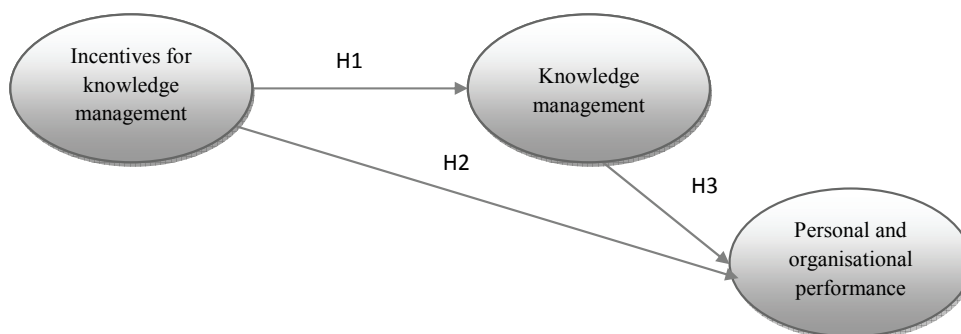 Incentives for
knowledge
management
H1
Knowledge
management
H2
H3
Personal and
organisational
performance